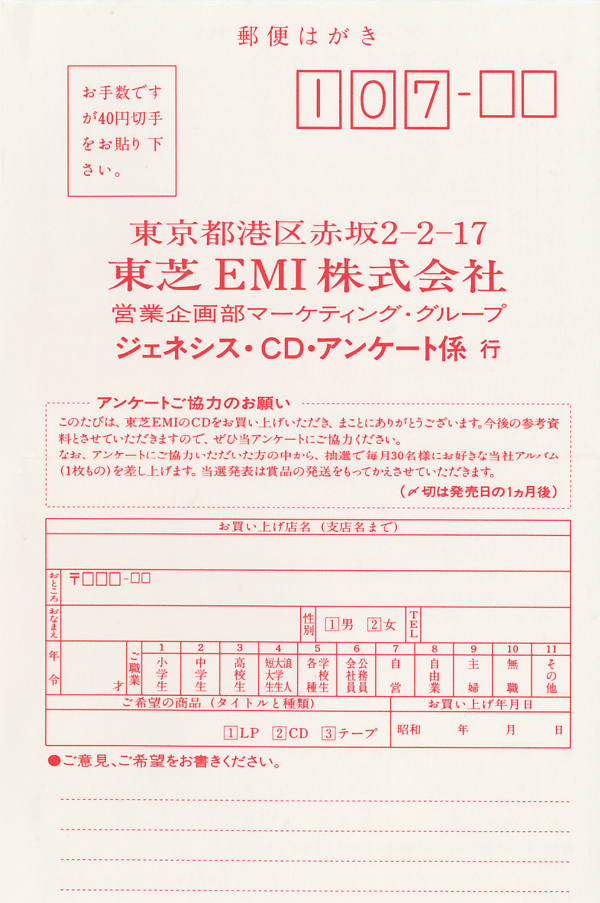 郵便はがき
お手数です
が40円切手
をお貼り下
さい。
107-
東京都港区赤坂2-2-17
東芝EMI株式会社
営業企画部マーケティング・グループ
ジェネシス・CD・アンケート係 行
アンケートご協力のお願い
このたびは、東芝EMIのCDをお買い上げいただき、まことにありがとうございます。今後の参考資
料とさせていただきますので、ぜひ当アンケートにご協力ください。
なお、アンケートにご協力いただいた方の中から、抽選で毎月30名様にお好きな当社アルバム
(1枚もの)を差し上げます。当選発表は賞品の発送をもってかえさせていただきます。
(〆切は発売日の1ヵ月後)
お買い上げ店名(支店名まで)
おところ 〒□□□-□□
おなまえ 性別 1男 2女 TEL
年令 才 ご職業
1 小学生
2 中学生
3 高校生
4 短大生 大学生 浪人
5 各種学校生
6 会社員 公務員
7 自営
8 自由業
9 主婦
10 無職
11 その他
ご希望の商品(タイトルと種類)
1LP 2CD 3テープ
お買い上げ年月日
昭和 年 月 日
●ご意見、ご希望をお書きください。